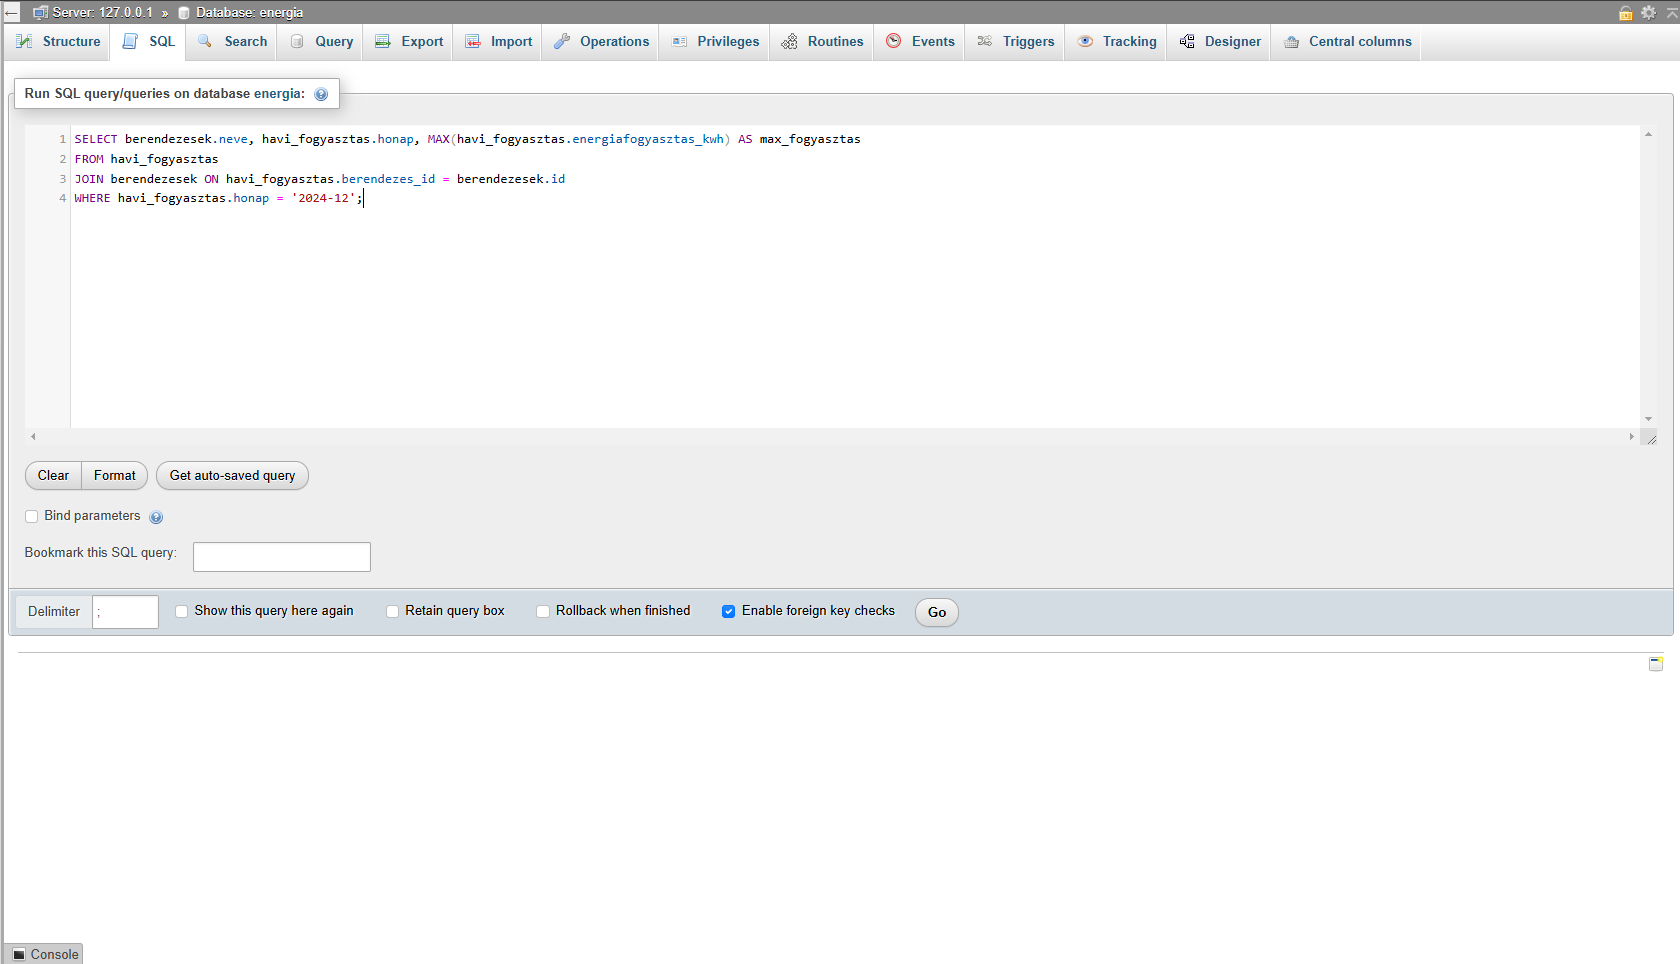 Server: 127.0.0.1 » Database: energia
Structure SQL Search Query Export Import Operations Privileges Routines Events Triggers Tracking Designer Central columns
Run SQL query/queries on database energia:
1 SELECT berendezesek.neve, havi_fogyasztas.honap, MAX(havi_fogyasztas.energiafogyasztas_kwh) AS max_fogyasztas
2 FROM havi_fogyasztas
3 JOIN berendezesek ON havi_fogyasztas.berendezes_id = berendezesek.id
4 WHERE havi_fogyasztas.honap = '2024-12';
Clear Format Get auto-saved query
Bind parameters
Bookmark this SQL query:
Delimiter ; Show this query here again Retain query box Rollback when finished Enable foreign key checks Go
Console